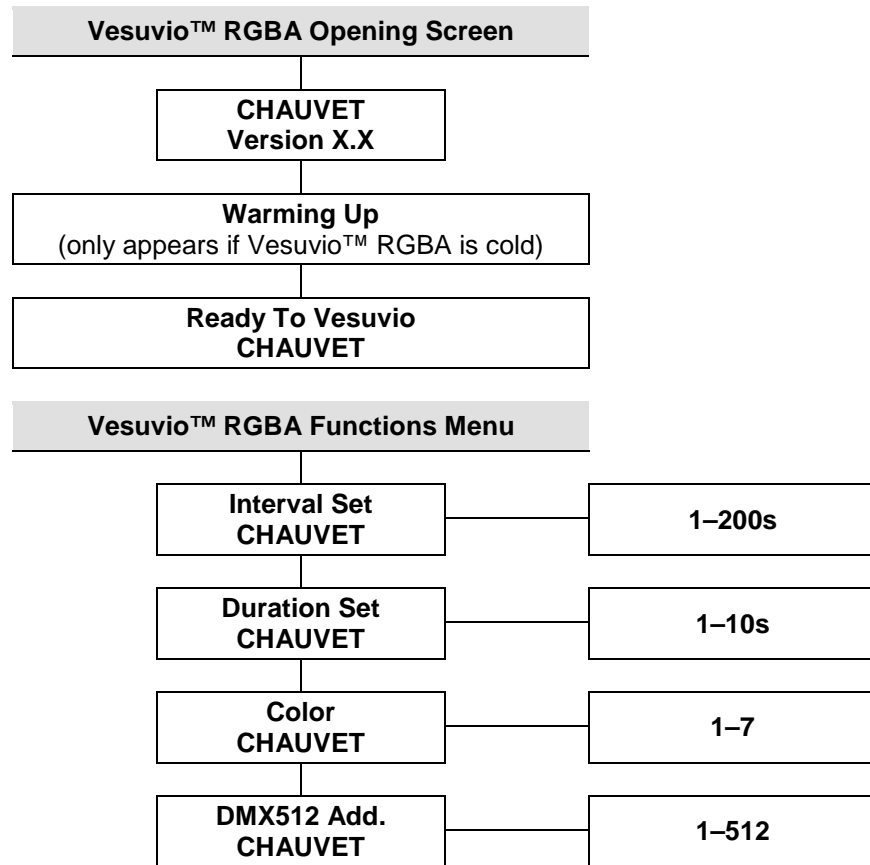 Vesuvio™ RGBA Opening Screen
CHAUVET
Version X.X
Warming Up
(only appears if Vesuvio™ RGBA is cold)
Ready To Vesuvio
CHAUVET
Vesuvio™ RGBA Functions Menu
Interval Set
CHAUVET
1–200s
Duration Set
CHAUVET
1–10s
Color
CHAUVET
1–7
DMX512 Add.
CHAUVET
1–512